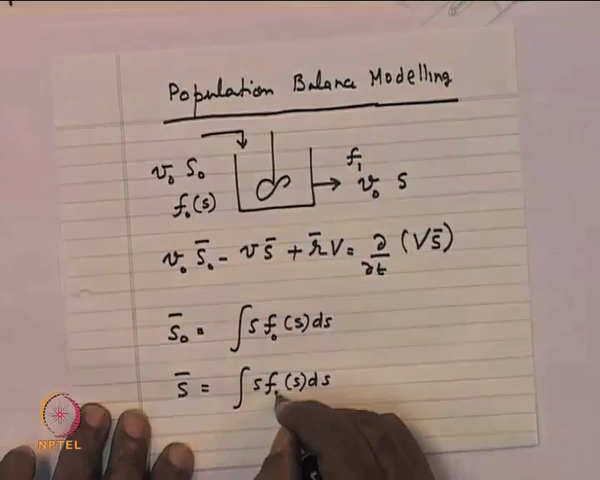 Population Balance Modelling
v₀ S₀
f₀(s)
f₁
v₀ S
v₀ S̄₀ - v s̄ + r̄ V = ∂/∂t (V s̄)
S̄₀ = ∫ s f₀ (s) ds
s̄ = ∫ s f₁ (s) ds
NPTEL